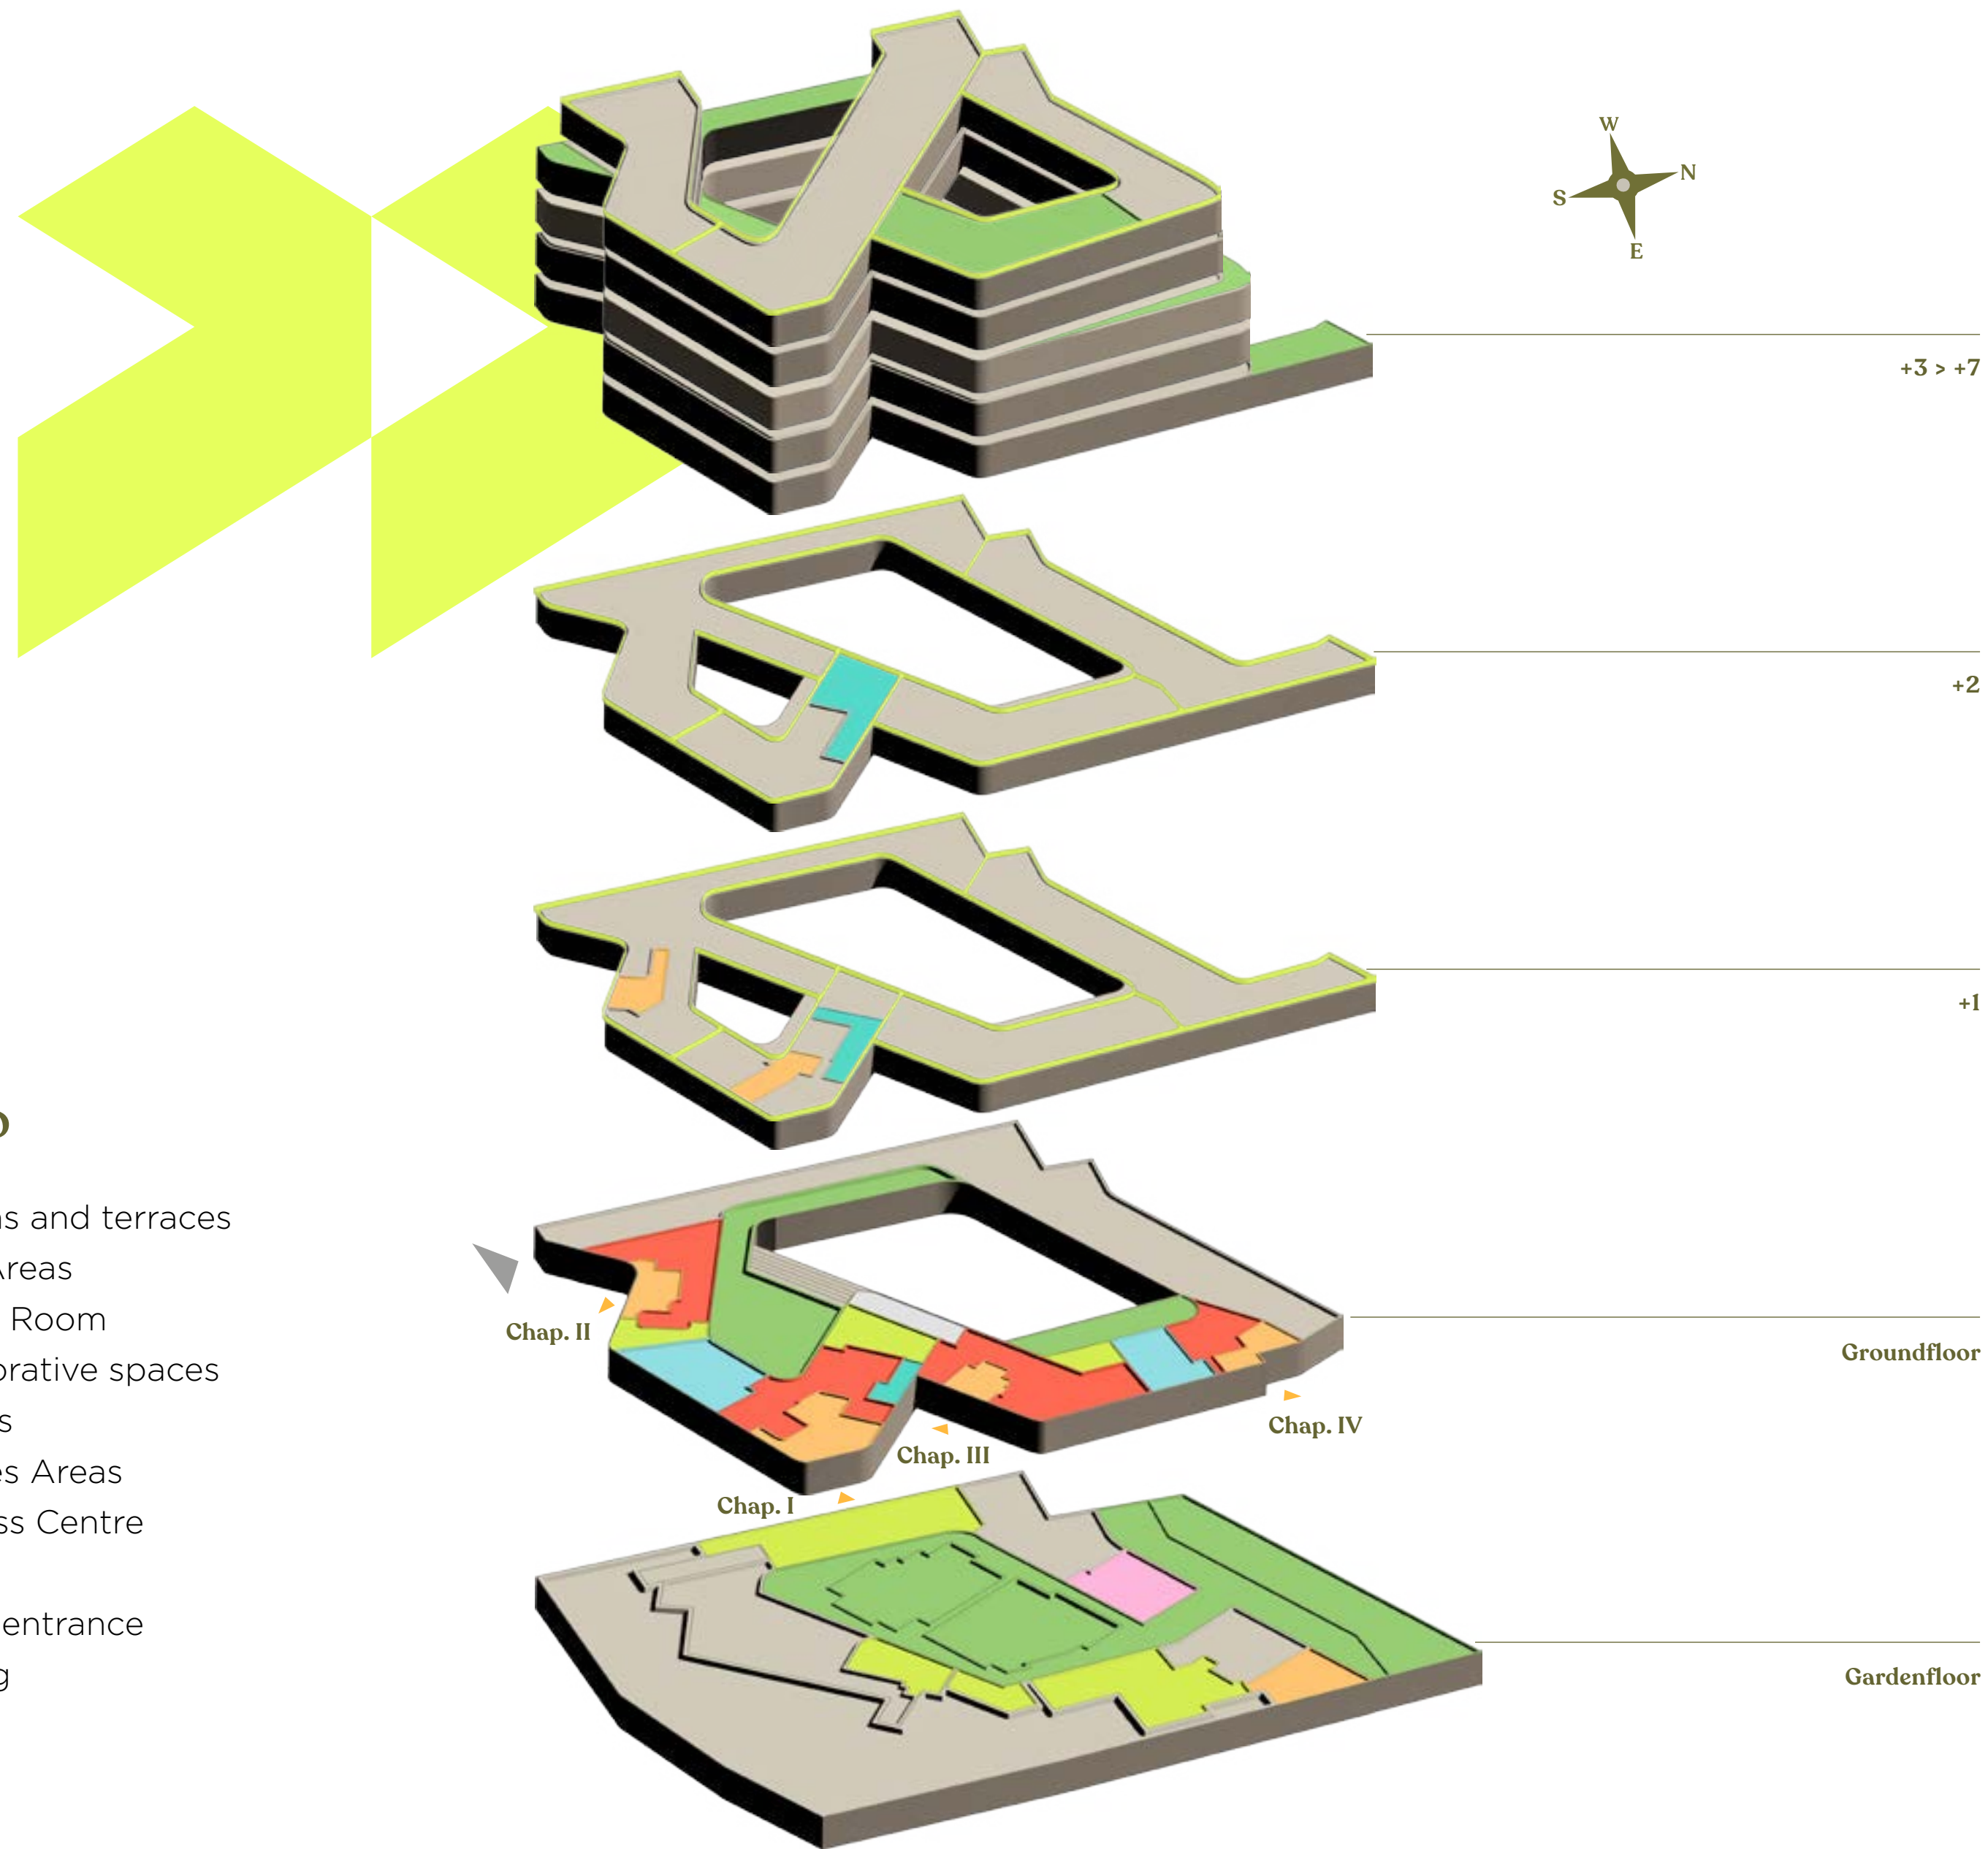 W
N
S
E
+3 > +7
+2
+1
s and terraces
Areas
Room
orative spaces
s
es Areas
ss Centre
entrance
g
Chap. II
Chap. III
Chap. IV
Chap. I
Groundfloor
Gardenfloor